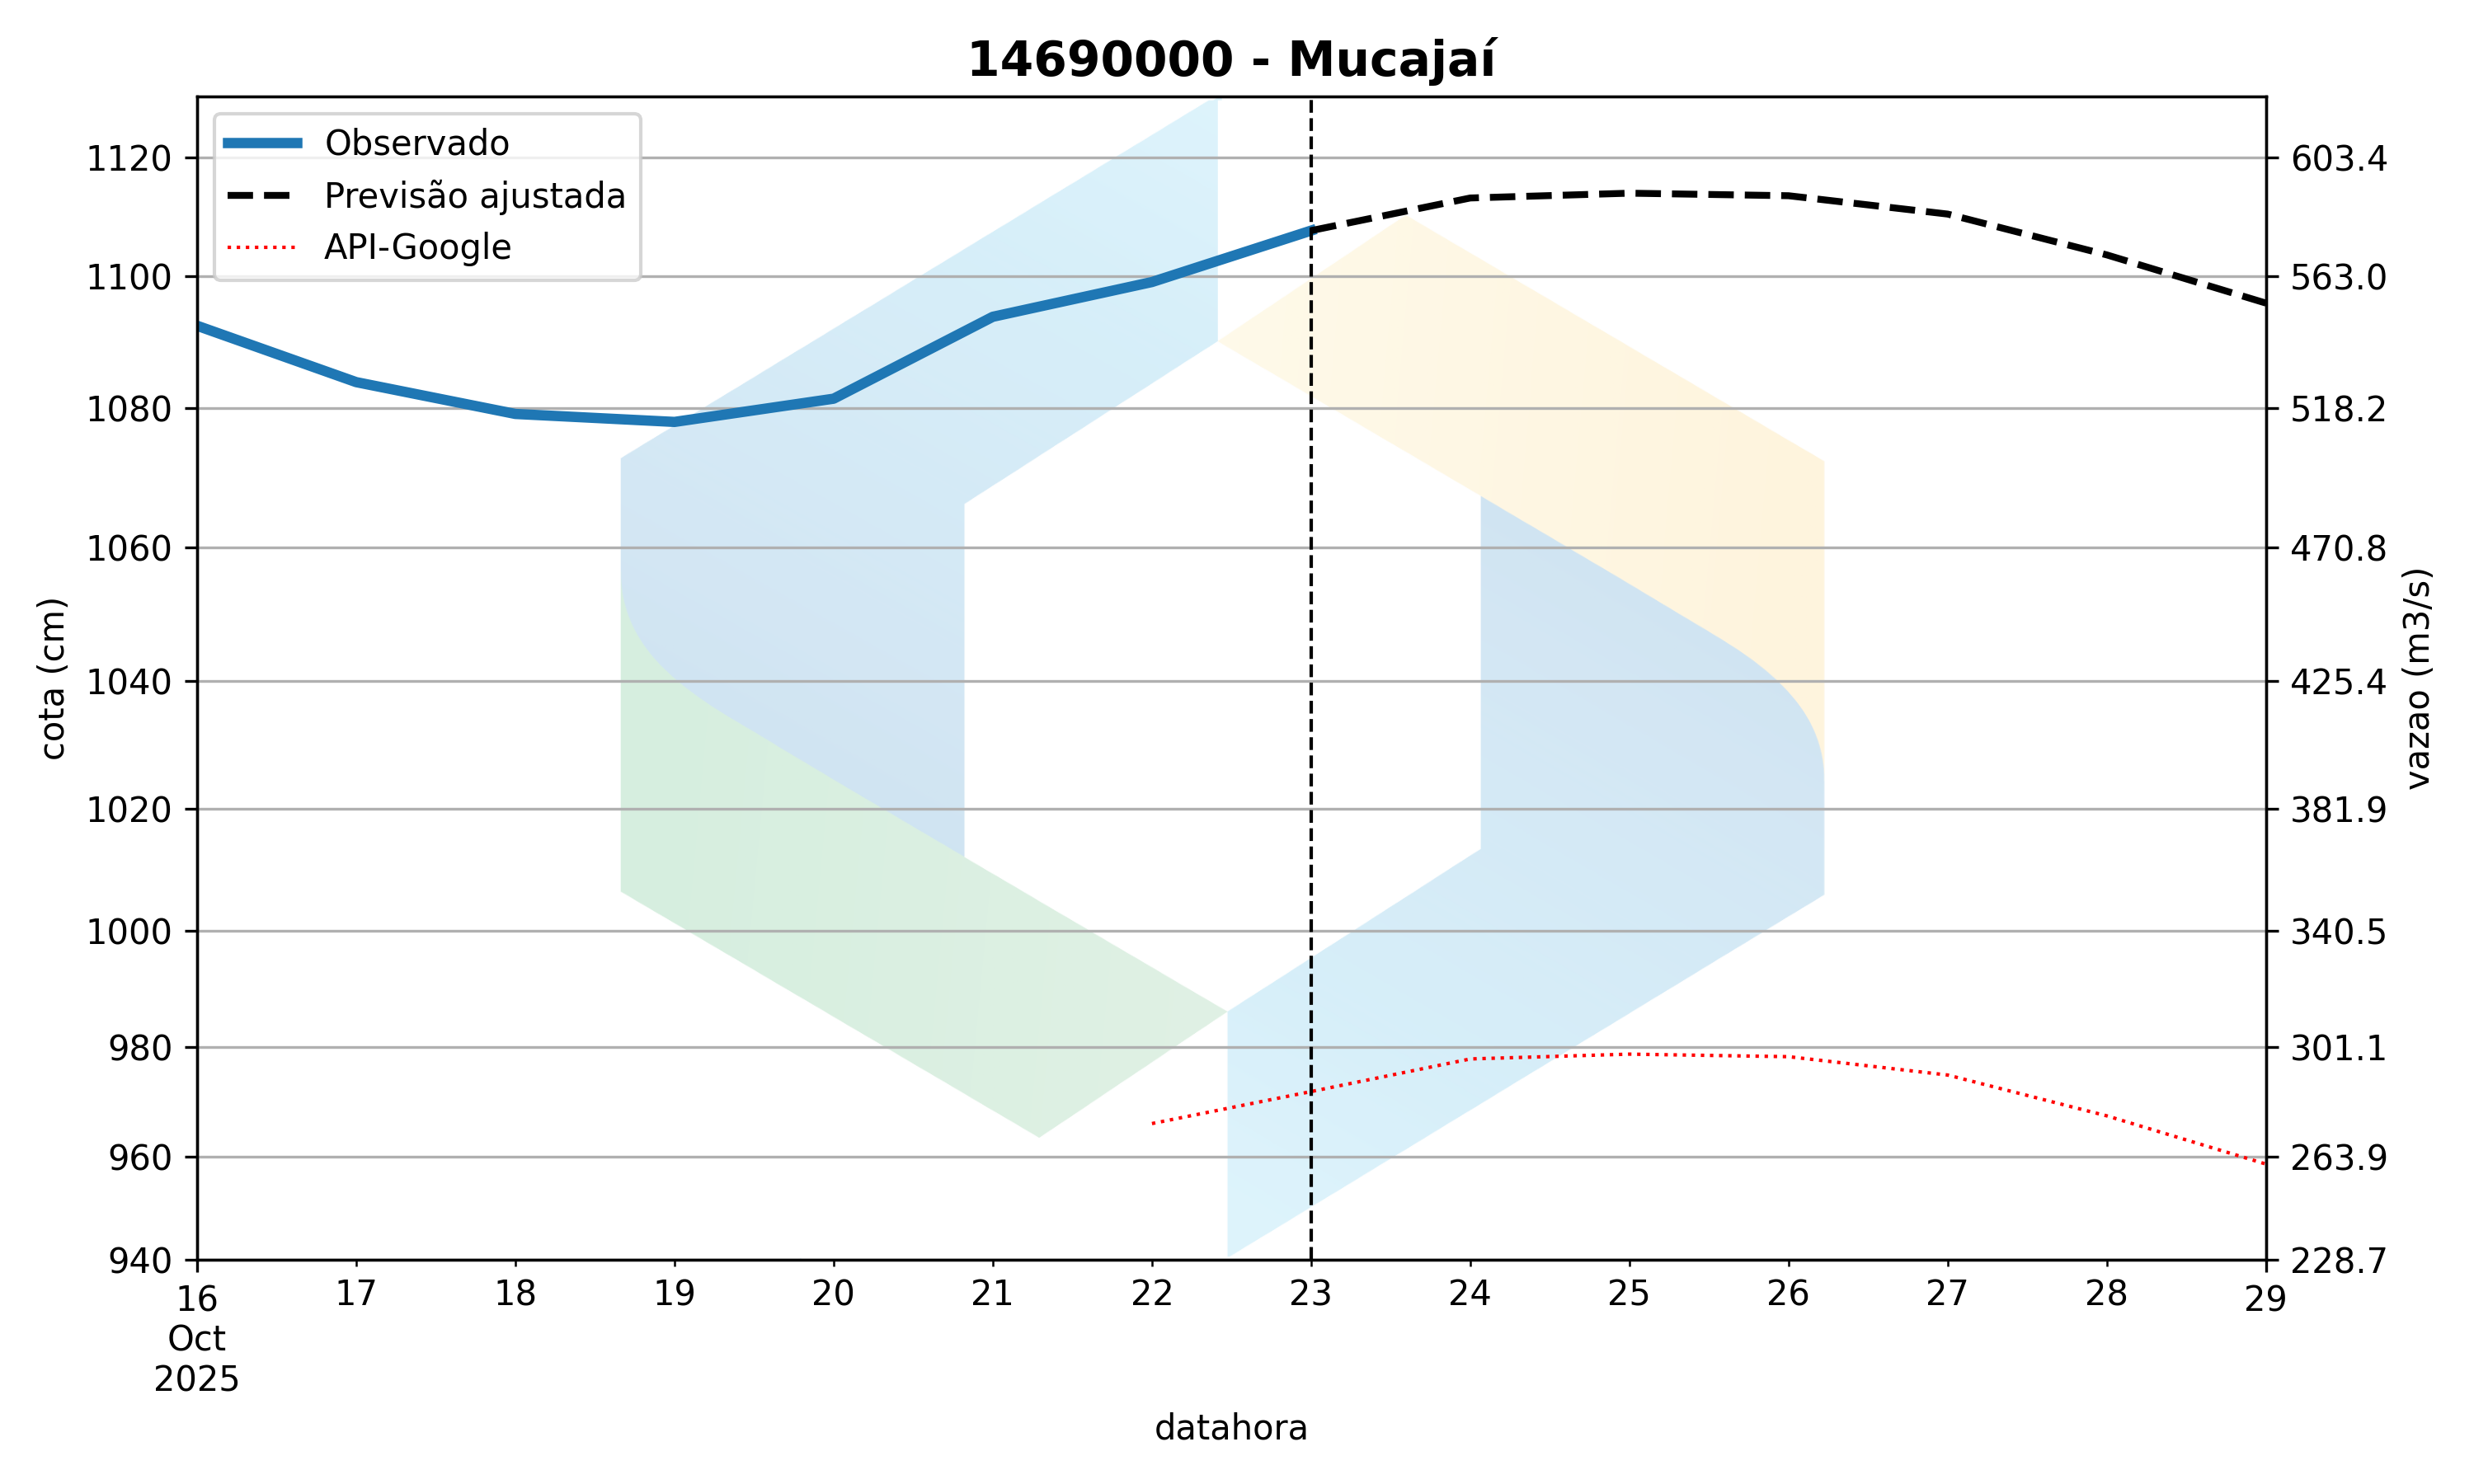 14690000 - Mucajaí
Observado
Previsão ajustada
API-Google
1120
1100
1080
1060
1040
1020
1000
980
960
940
cota (cm)
603.4
563.0
518.2
470.8
425.4
381.9
340.5
301.1
263.9
228.7
vazao (m3/s)
16 17 18 19 20 21 22 23 24 25 26 27 28 29
Oct
2025
datahora